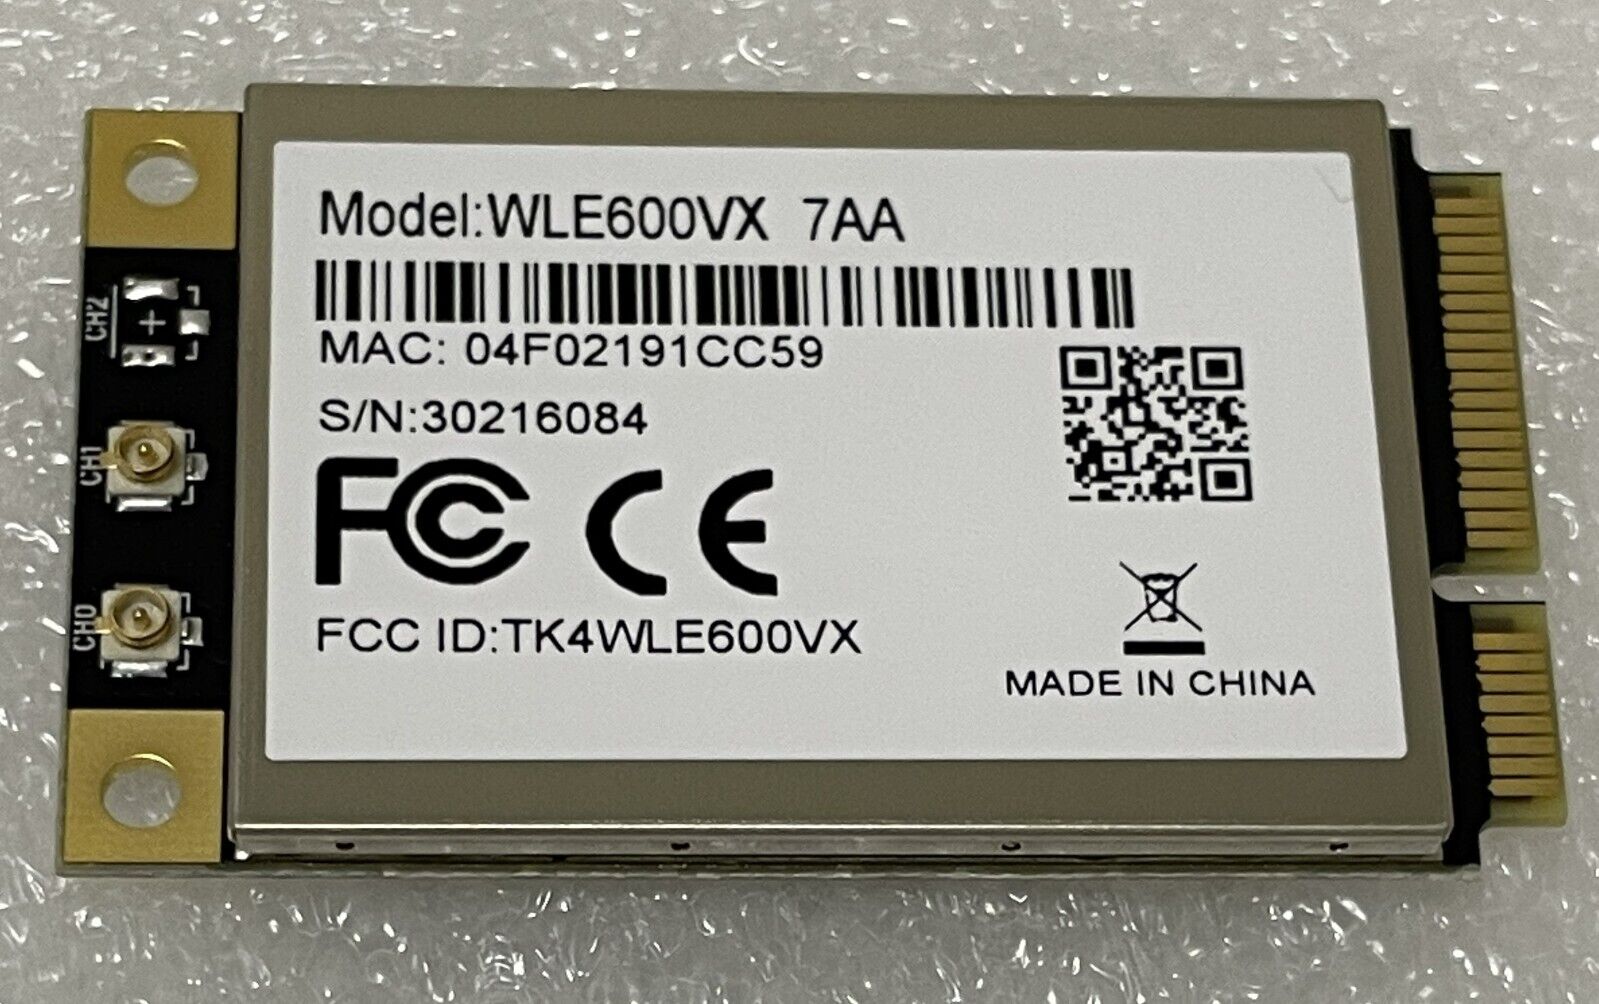 Model:WLE600VX 7AA
MAC: 04F02191CC59
S/N:30216084
FC CE
FCC ID:TK4WLE600VX
MADE IN CHINA
CH2
CH1
CH0